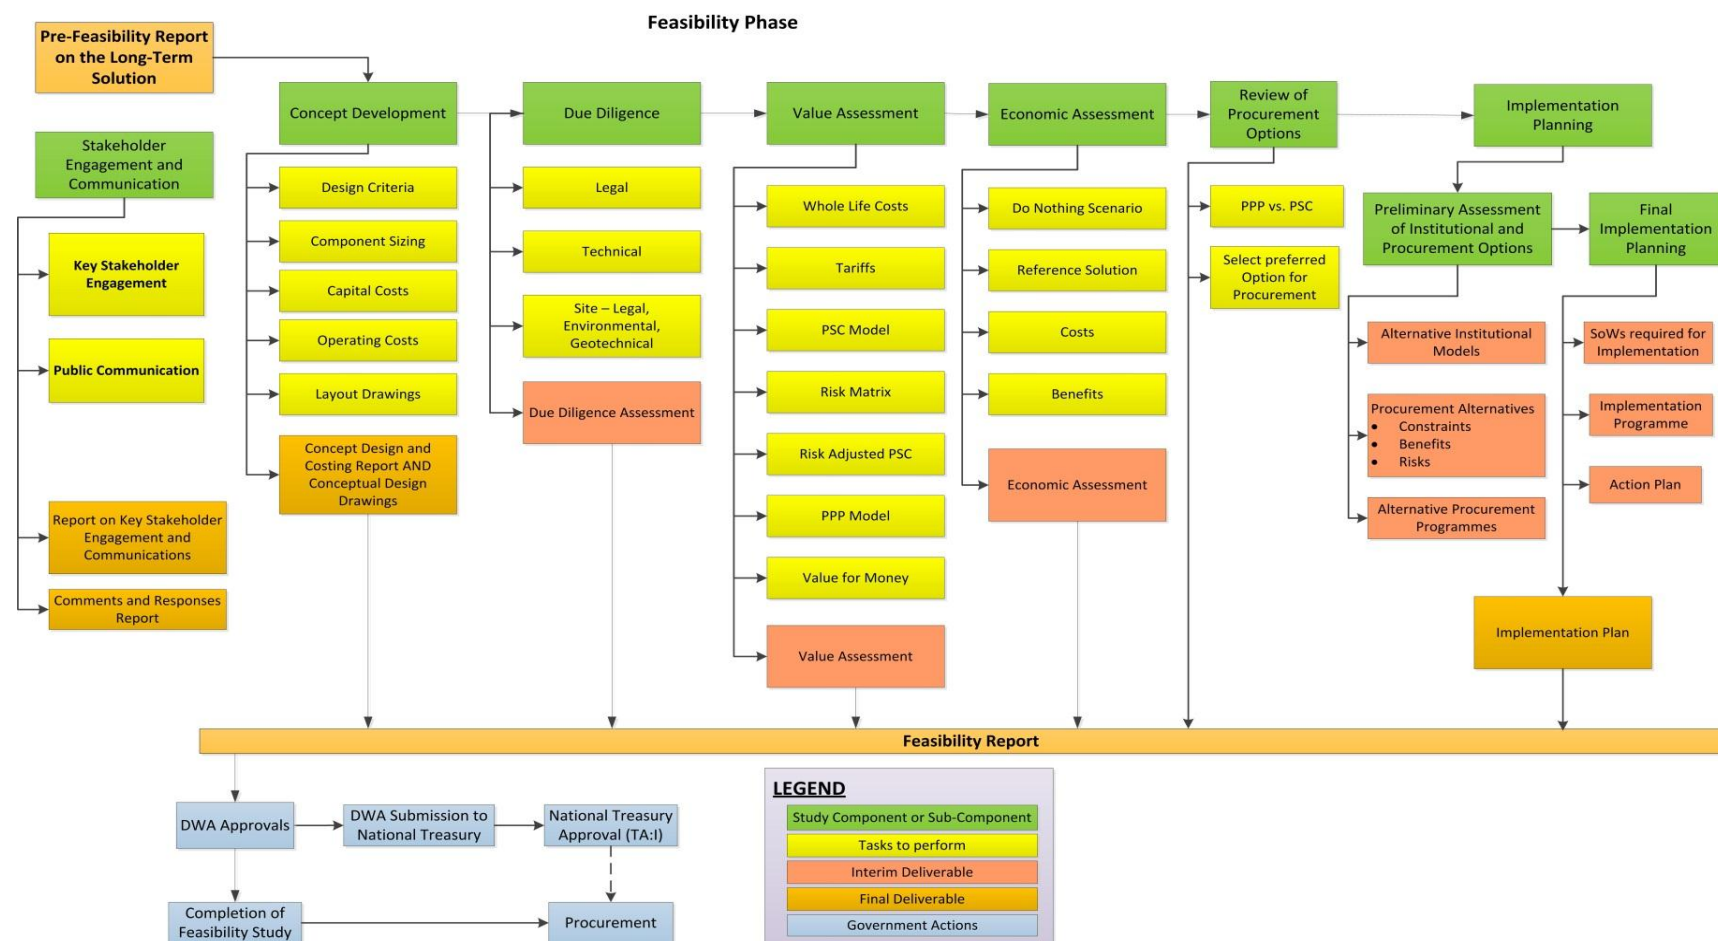 Feasibility Phase
Pre-Feasibility Report
on the Long-Term
Solution
Stakeholder
Engagement and
Communication
Key Stakeholder
Engagement
Public Communication
Report on Key Stakeholder
Engagement and
Communications
Comments and Responses
Report
Concept Development
Design Criteria
Component Sizing
Capital Costs
Operating Costs
Layout Drawings
Concept Design and
Costing Report AND
Conceptual Design
Drawings
Due Diligence
Legal
Technical
Site – Legal,
Environmental,
Geotechnical
Due Diligence Assessment
Value Assessment
Whole Life Costs
Tariffs
PSC Model
Risk Matrix
Risk Adjusted PSC
PPP Model
Value for Money
Value Assessment
Economic Assessment
Do Nothing Scenario
Reference Solution
Costs
Benefits
Economic Assessment
Review of
Procurement
Options
PPP vs. PSC
Select preferred
Option for
Procurement
Implementation
Planning
Preliminary Assessment
of Institutional and
Procurement Options
Alternative Institutional
Models
Procurement Alternatives
• Constraints
• Benefits
• Risks
Alternative Procurement
Programmes
Final
Implementation
Planning
SoWs required for
Implementation
Implementation
Programme
Action Plan
Implementation Plan
Feasibility Report
DWA Approvals
DWA Submission to
National Treasury
National Treasury
Approval (TA:I)
Completion of
Feasibility Study
Procurement
LEGEND
Study Component or Sub-Component
Tasks to perform
Interim Deliverable
Final Deliverable
Government Actions